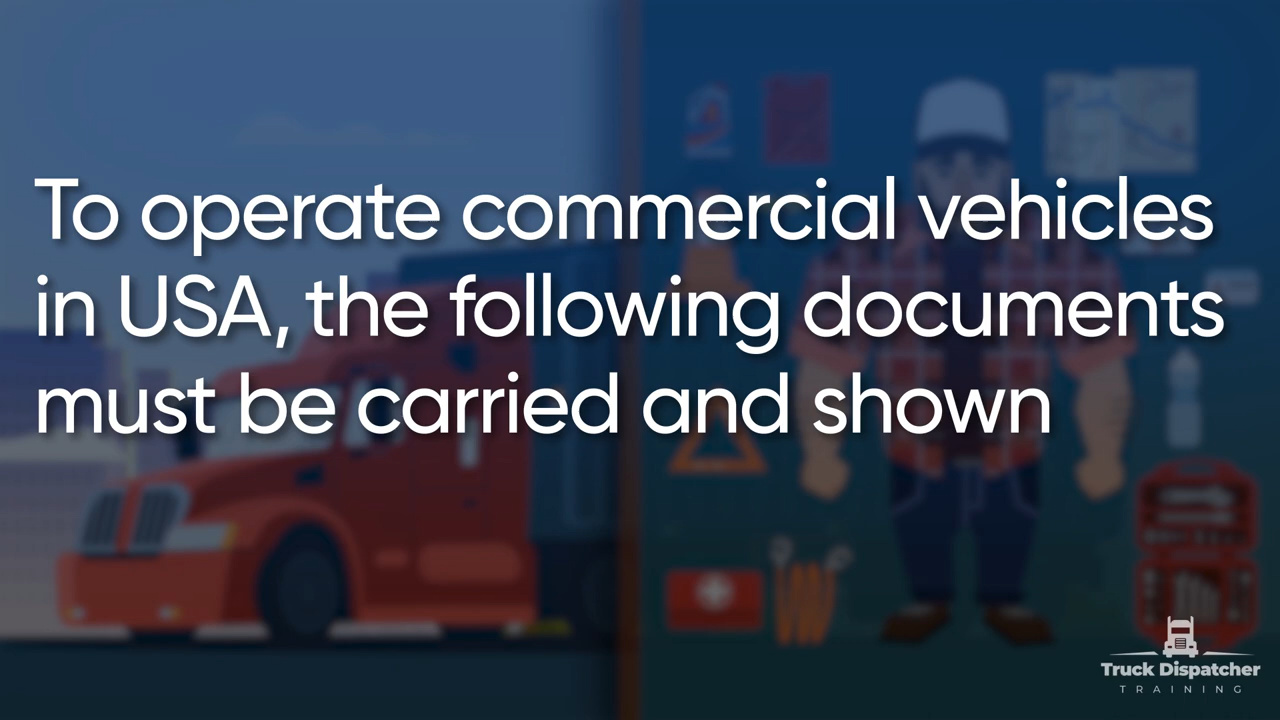 To operate commercial vehicles
in USA, the following documents
must be carried and shown
Truck Dispatcher
TRAINING